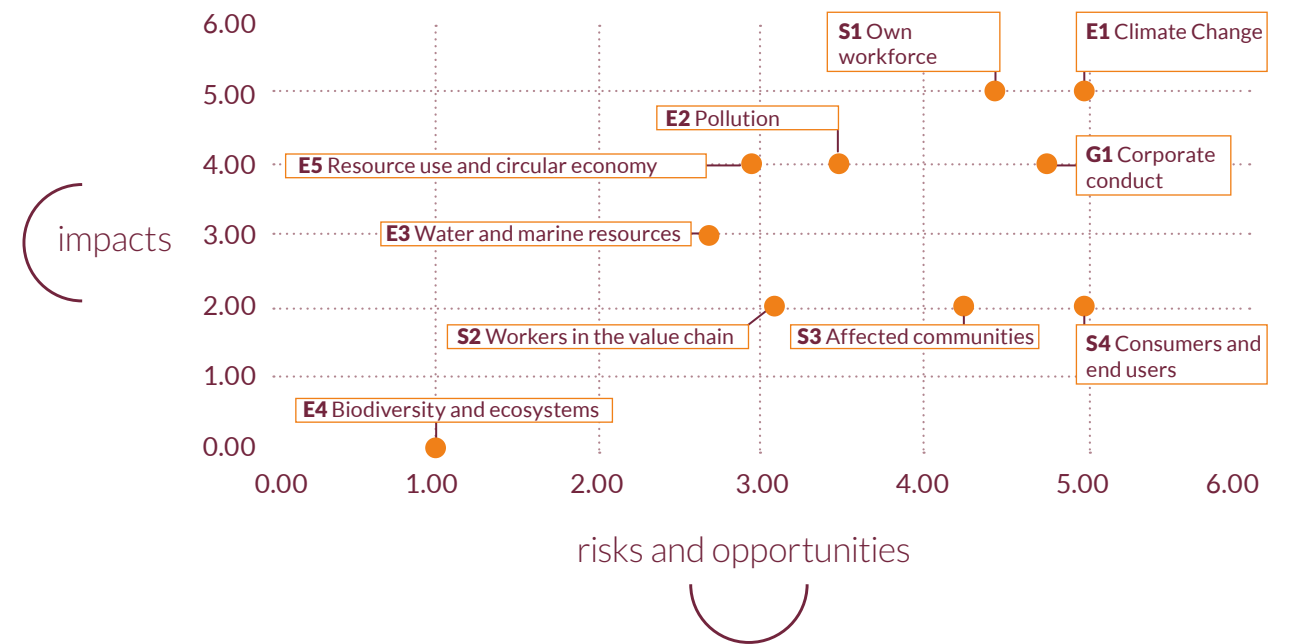 6.00
S1 Own
workforce
E1 Climate Change
5.00
E2 Pollution
4.00
E5 Resource use and circular economy
G1 Corporate
conduct
impacts
3.00
E3 Water and marine resources
2.00
S2 Workers in the value chain
S3 Affected communities
S4 Consumers and
end users
1.00
E4 Biodiversity and ecosystems
0.00
0.00 1.00 2.00 3.00 4.00 5.00 6.00
risks and opportunities